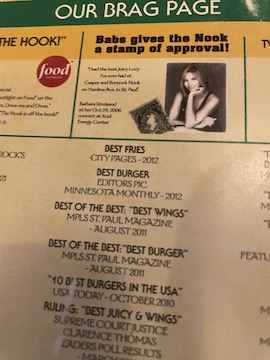 OUR BRAG PAGE
THE HOOK!"
Babs gives the Nook
a stamp of approval!
food
"I had the best Juicy Lucy
I've ever had at
Casper and Runyon's Nook
on Hamline Ave, in St. Paul"
Barbara Streisand
at her Oct 29, 2006
concert at Xcel
Energy Center
on the
"The Nook is off the hook!"
ROCK'S
BEST FRIES
CITY PAGES - 2012
BEST BURGER
EDITORS PIC
MINNESOTA MONTHLY - 2012
BEST OF THE BEST: "BEST WINGS"
MPLS ST. PAUL MAGAZINE
- AUGUST 2011
BEST OF THE BEST: "BEST BURGER"
MPLS ST. PAUL MAGAZINE
- AUGUST 2011
"10 BEST BURGERS IN THE USA"
USA TODAY - OCTOBER 2010
RULING: "BEST JUICY & WINGS"
SUPREME COURT JUSTICE
CLARENCE THOMAS
READERS POLL RESULTS